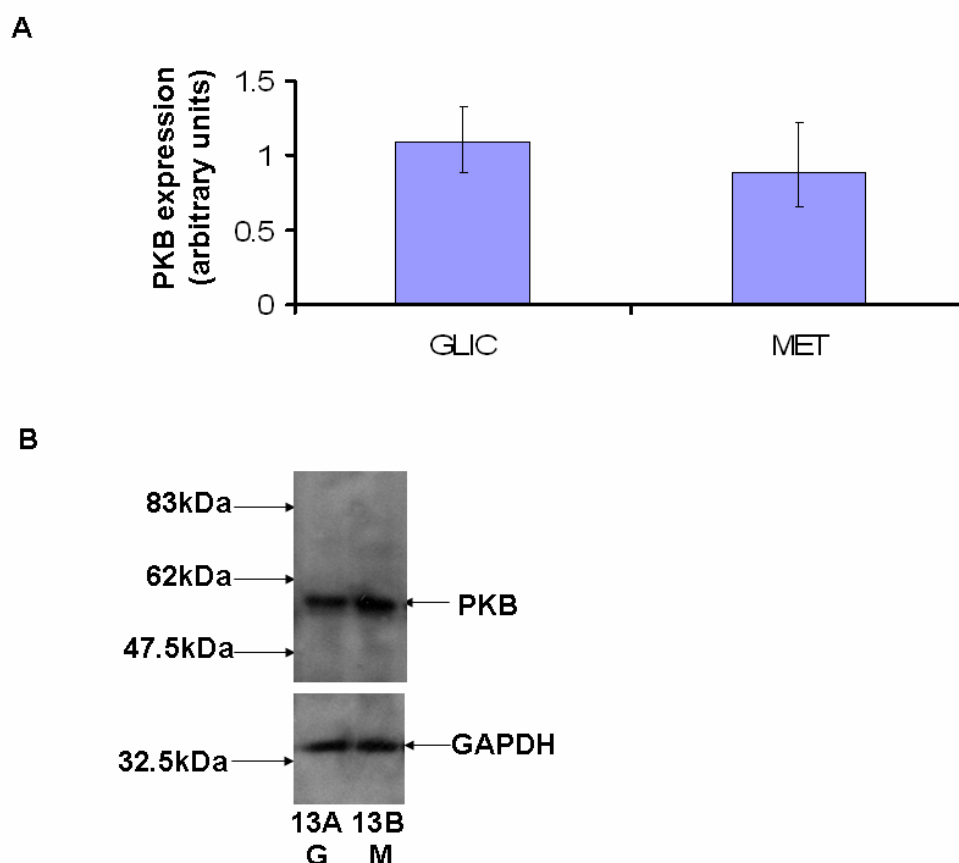 A
PKB expression
(arbitrary units)
1.5
1
0.5
0
GLIC MET
B
83kDa
62kDa
PKB
47.5kDa
GAPDH
32.5kDa
13A 13B
G M